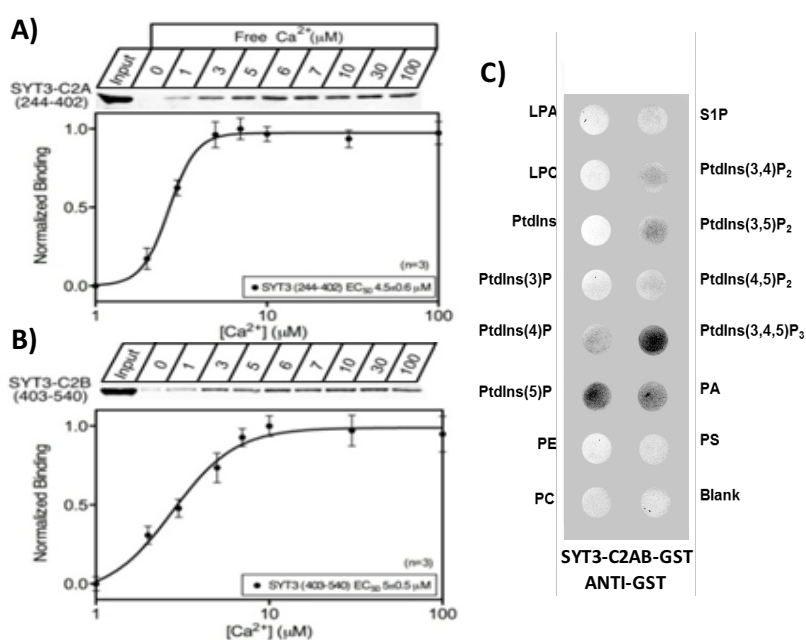 A)
Free Ca2+(µM)
Input 0 1 3 5 6 7 10 30 100
SYT3-C2A
(244-402)
Normalized Binding
1.0
0.5
0.0
(n=3)
SYT3 (244-402) EC50 4.5±0.6 µM
1 10 100
[Ca2+] (µM)
B)
Input 0 1 3 5 6 7 10 30 100
SYT3-C2B
(403-540)
Normalized Binding
1.0
0.5
0.0
(n=3)
SYT3 (403-540) EC50 5±0.5 µM
1 10 100
[Ca2+] (µM)
C)
LPA S1P
LPC PtdIns(3,4)P2
PtdIns PtdIns(3,5)P2
PtdIns(3)P PtdIns(4,5)P2
PtdIns(4)P PtdIns(3,4,5)P3
PtdIns(5)P PA
PE PS
PC Blank
SYT3-C2AB-GST
ANTI-GST